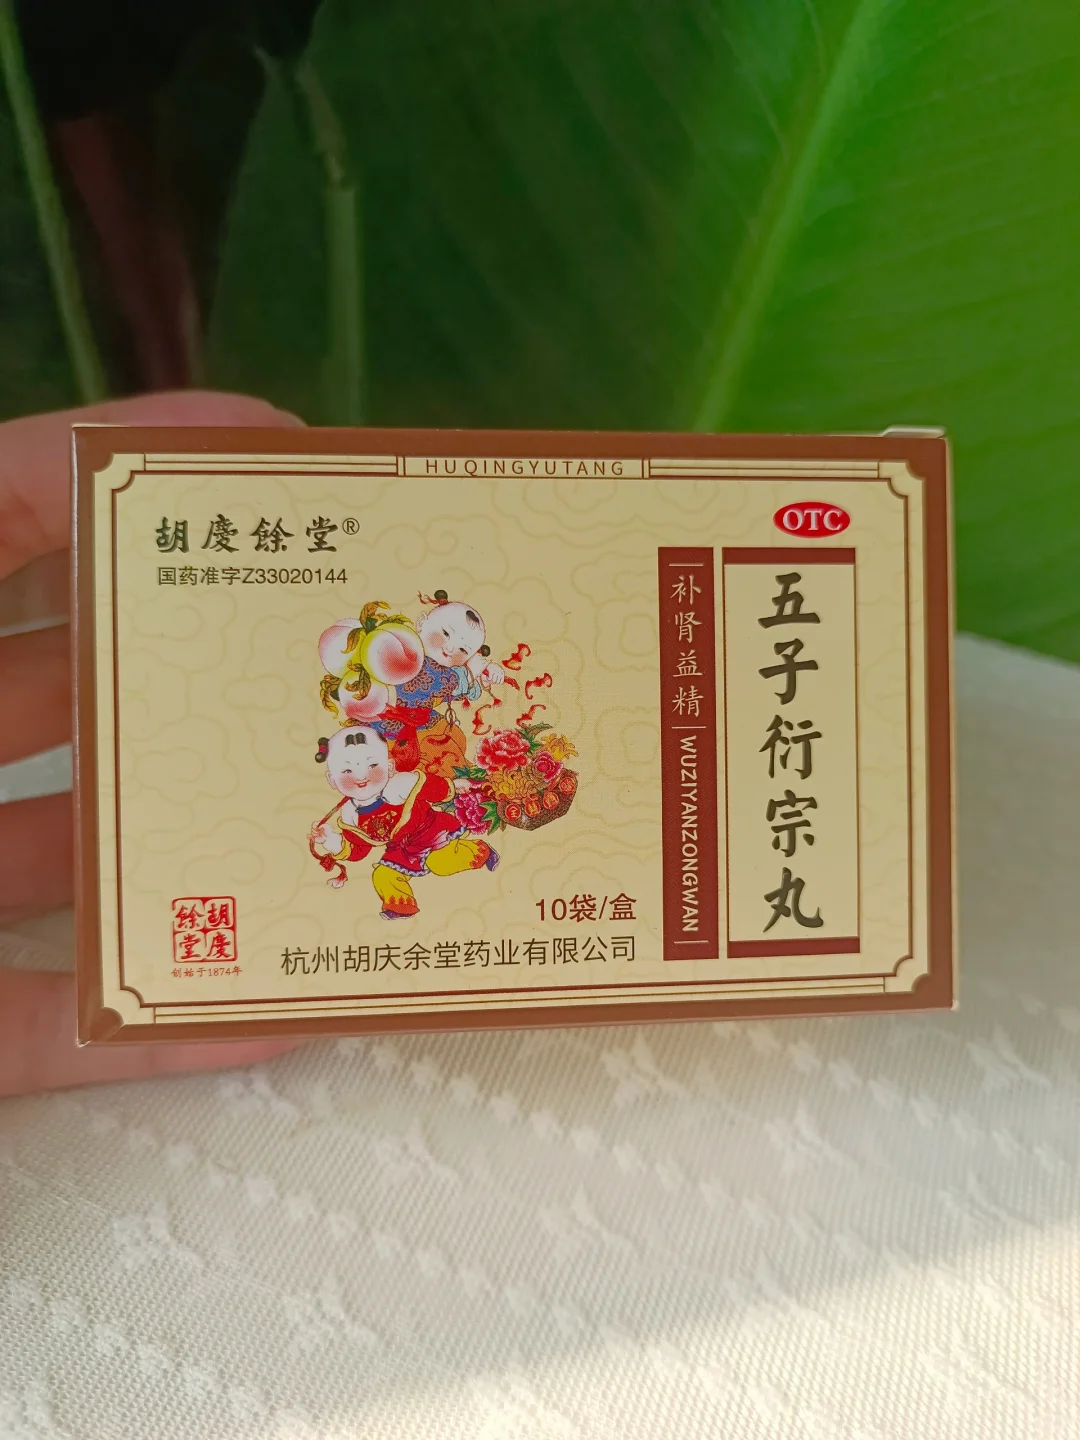 HUQINGYUTANG
胡慶餘堂®
国药准字Z33020144
OTC
五子衍宗丸
补肾益精
WUZIYANZONGWAN
10袋/盒
杭州胡庆余堂药业有限公司
胡慶餘堂
创始于1874年